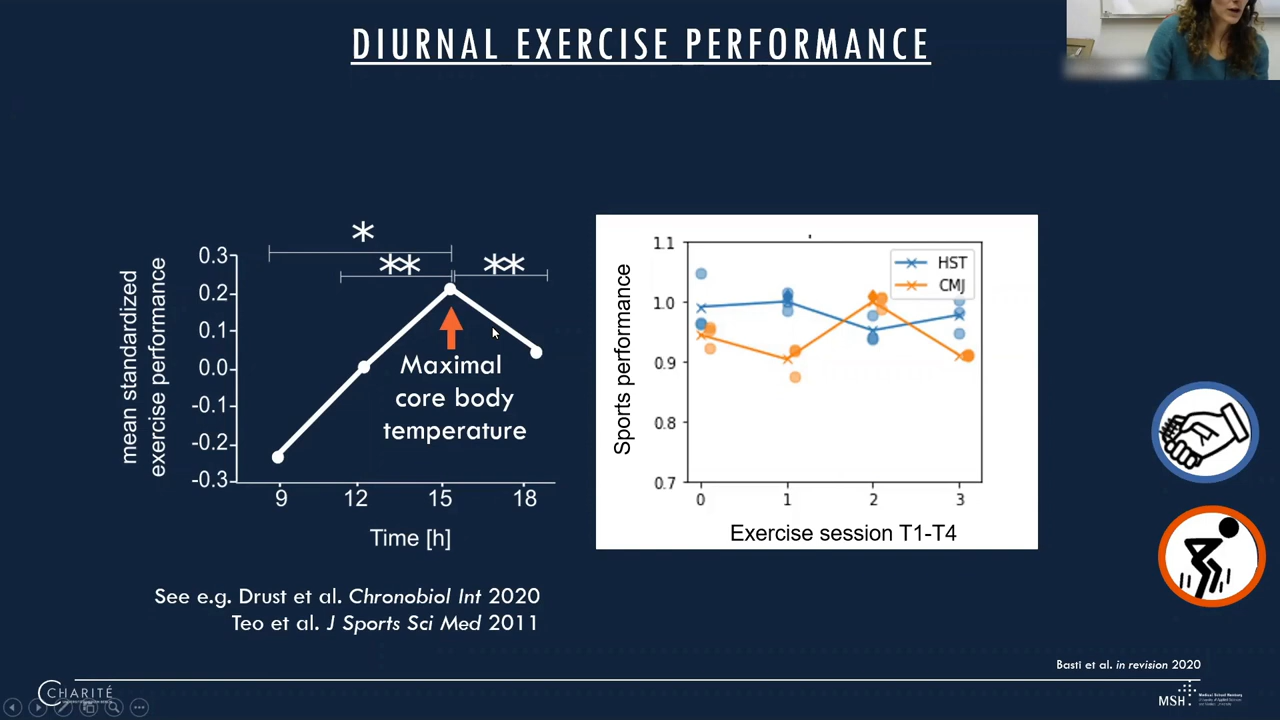 DIURNAL EXERCISE PERFORMANCE
*
**
**
mean standardized
exercise performance
0.3
0.2
0.1
0.0
-0.1
-0.2
-0.3
9
12
15
18
Time [h]
Maximal
core body
temperature
Sports performance
1.1
1.0
0.9
0.8
0.7
0
1
2
3
HST
CMJ
Exercise session T1-T4
See e.g. Drust et al. Chronobiol Int 2020
Teo et al. J Sports Sci Med 2011
Basti et al. in revision 2020
CHARITÉ
MSH
Medical School Hamburg